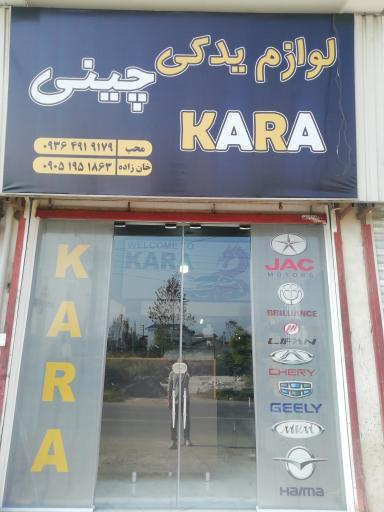 لوازم یدکی چینی
KARA
محب ۰۹۳۶ ۴۹۱ ۹۱۷۹
خان زاده ۰۹۰۵ ۱۹۵ ۱۸۶۳
WELCOME TO
KARA
KARA
JAC
MOTORS
BRILLIANCE
LIFAN
CHERY
GEELY
MVM
Haima